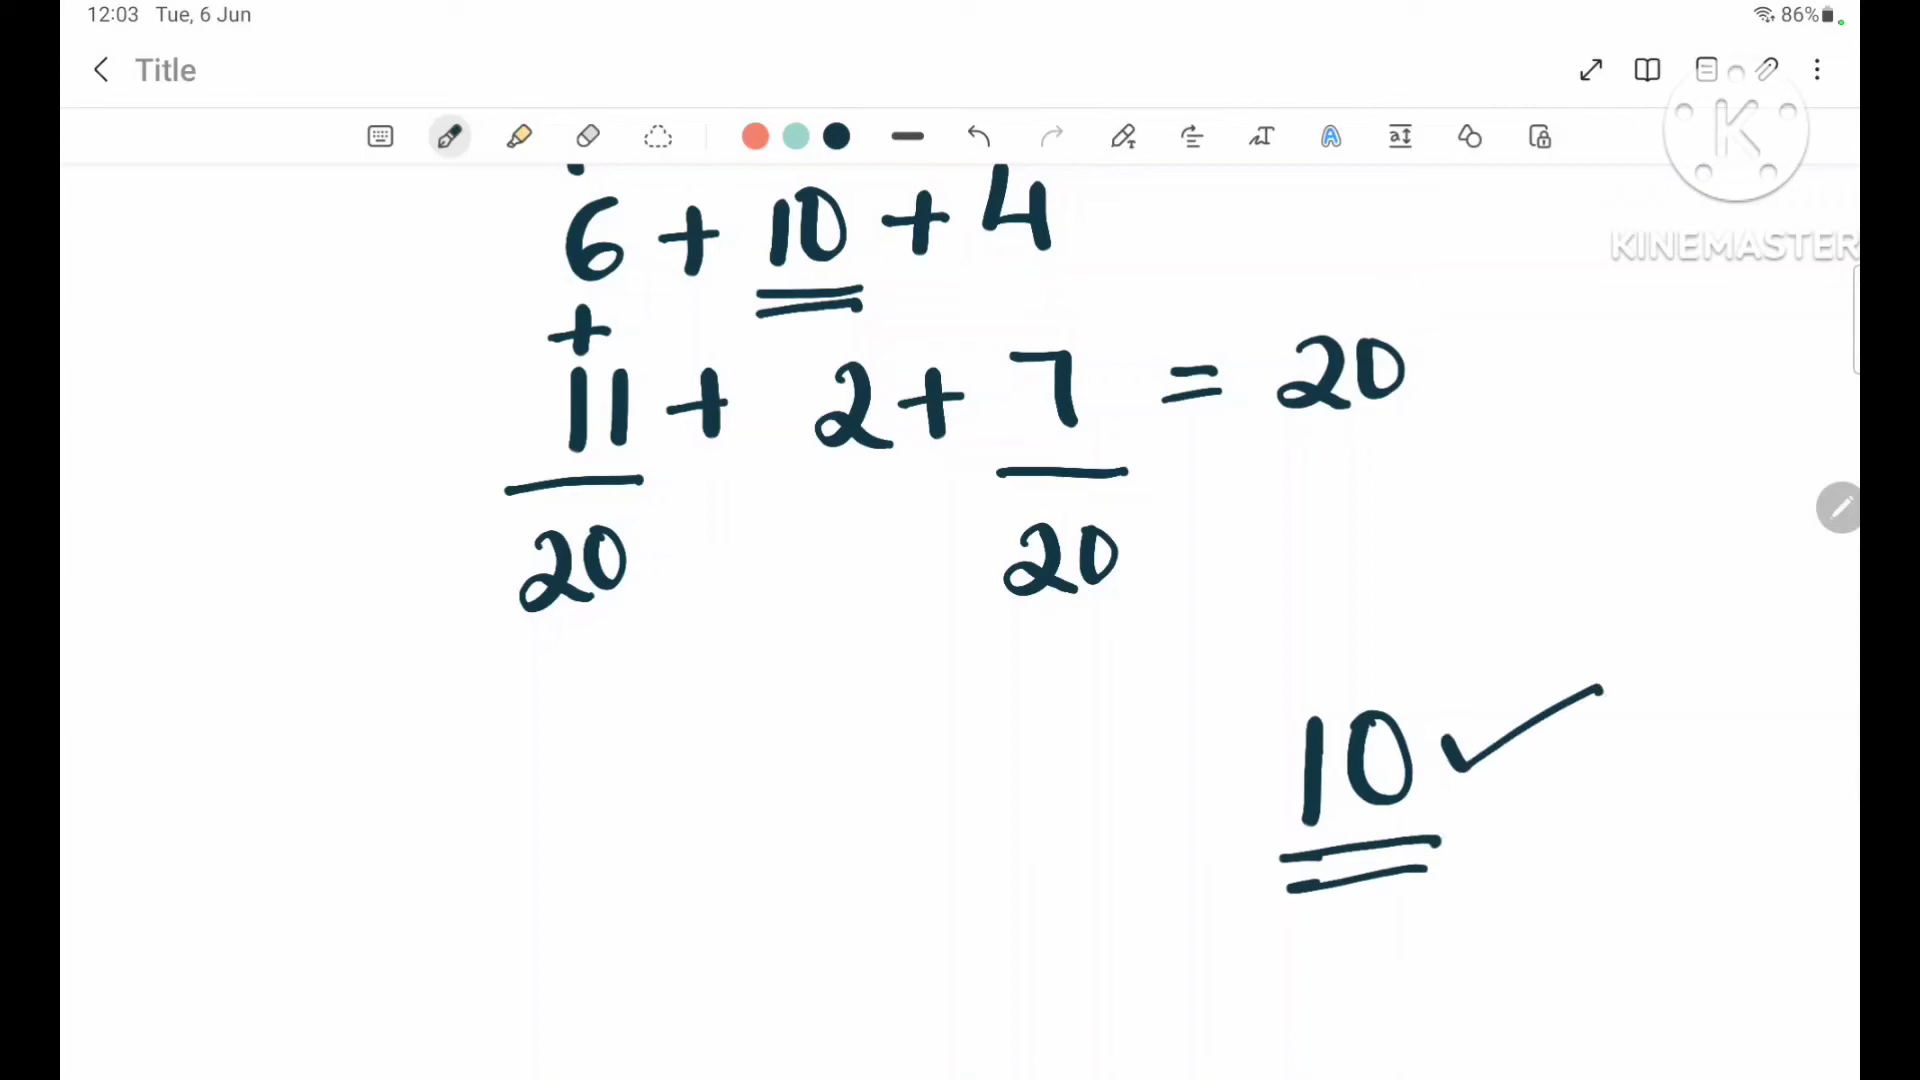 12:03 Tue, 6 Jun 86%
Title
K
KINEMASTER
6 + 10 + 4
+
11 + 2 + 7 = 20
20 20
10